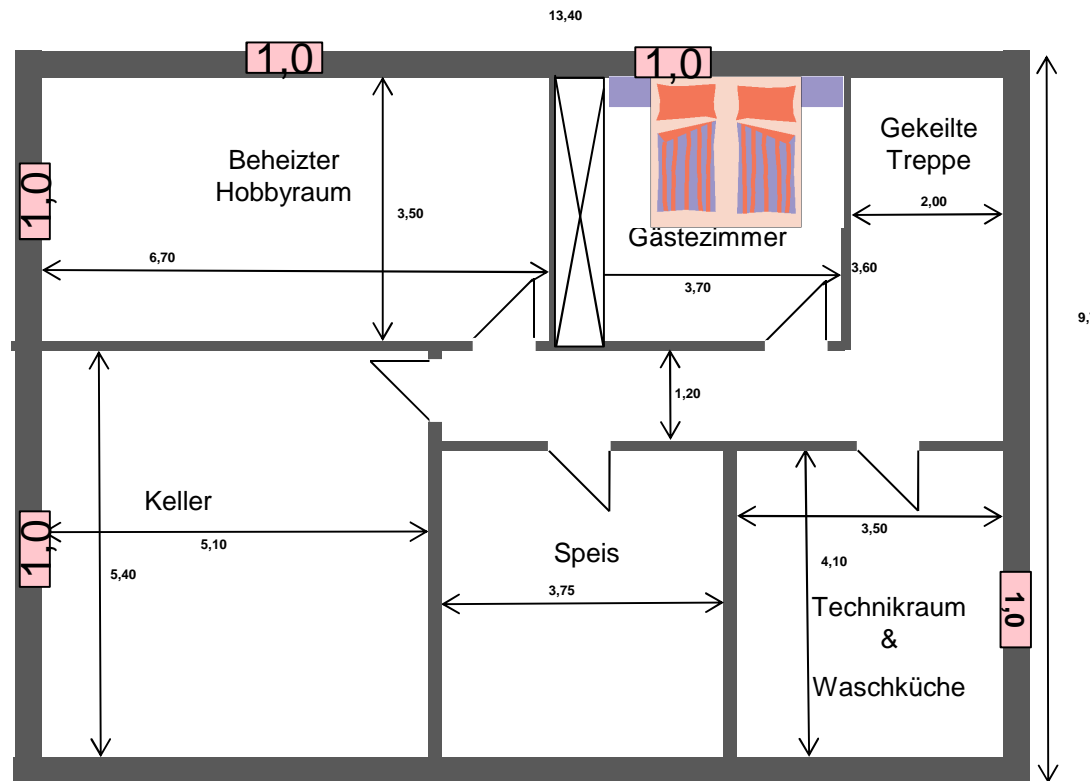 13,40
1,0
1,0
Gekeilte
Treppe
Beheizter
Hobbyraum
1,0
3,50
2,00
Gästezimmer
6,70
3,60
3,70
1,20
Keller
1,0
5,10
3,50
Speis
4,10
5,40
3,75
1,0
Technikraum
&
Waschküche